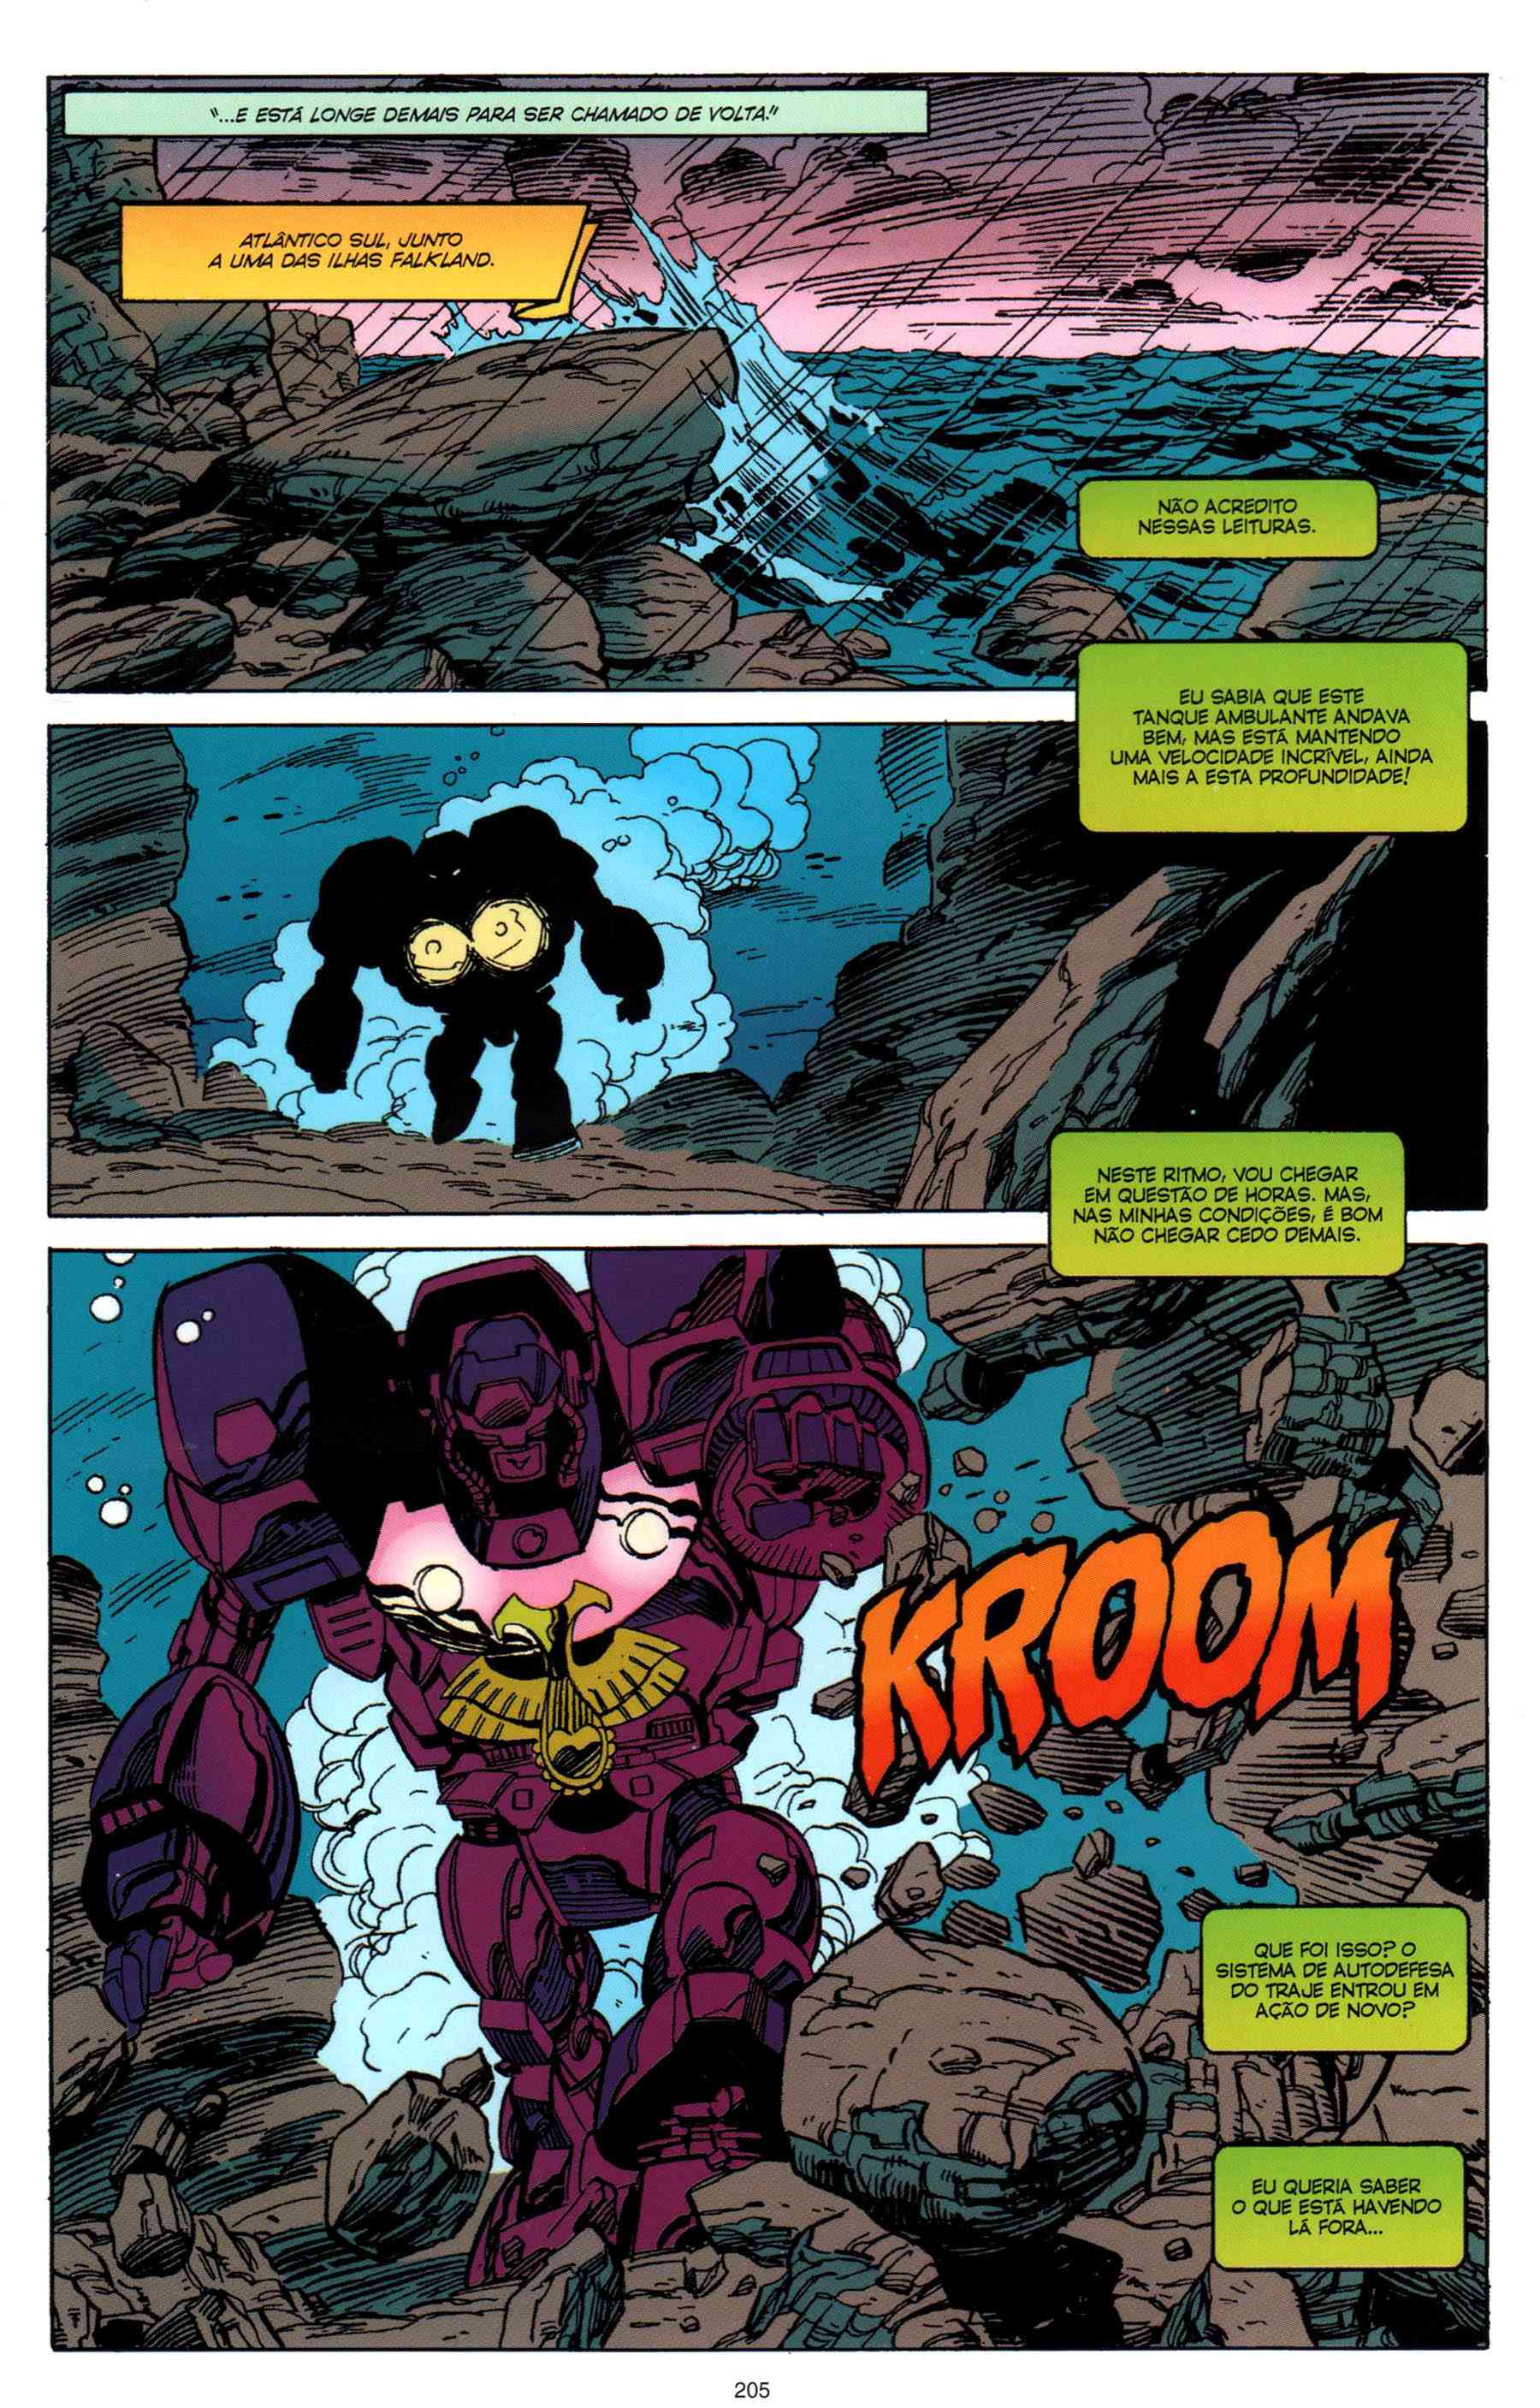 "...E ESTÁ LONGE DEMAIS PARA SER CHAMADO DE VOLTA."
ATLÂNTICO SUL, JUNTO
A UMA DAS ILHAS FALKLAND.
NÃO ACREDITO
NESSAS LEITURAS.
EU SABIA QUE ESTE
TANQUE AMBULANTE ANDAVA
BEM, MAS ESTÁ MANTENDO
UMA VELOCIDADE INCRÍVEL, AINDA
MAIS A ESTA PROFUNDIDADE!
NESTE RITMO, VOU CHEGAR
EM QUESTÃO DE HORAS. MAS,
NAS MINHAS CONDIÇÕES, É BOM
NÃO CHEGAR CEDO DEMAIS.
KROOM
QUE FOI ISSO? O
SISTEMA DE AUTODEFESA
DO TRAJE ENTROU EM
AÇÃO DE NOVO?
EU QUERIA SABER
O QUE ESTÁ HAVENDO
LÁ FORA...
205